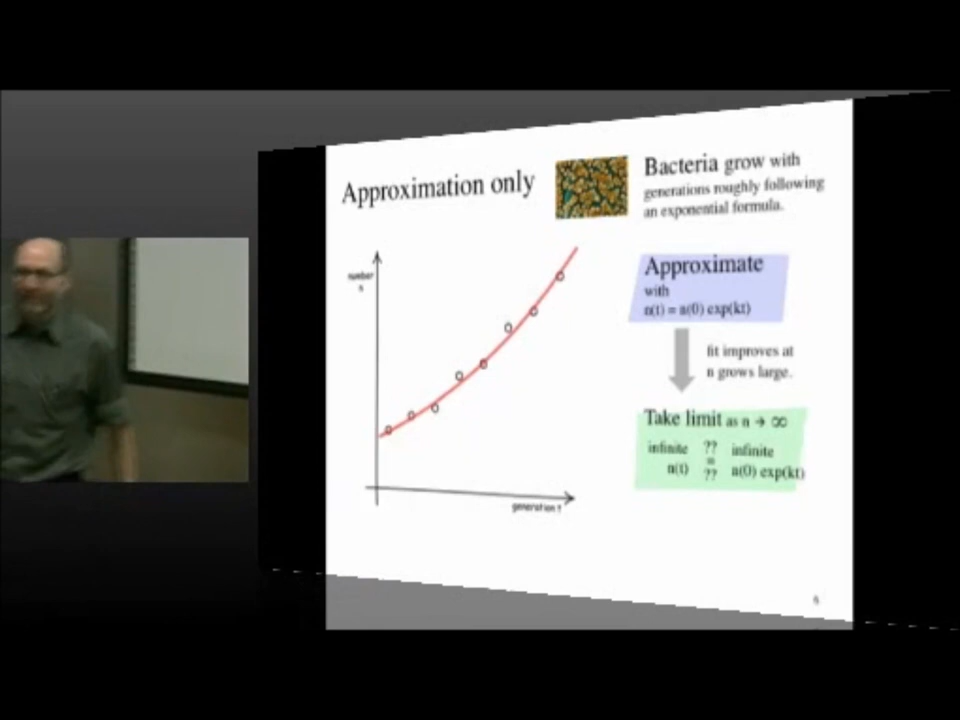 Approximation only
Bacteria grow with
generations roughly following
an exponential formula.
number
n
generation t
Approximate
with
n(t) = n(0) exp(kt)
fit improves at
n grows large.
Take limit as n → ∞
infinite ?? infinite
n(t) = n(0) exp(kt)
??
6